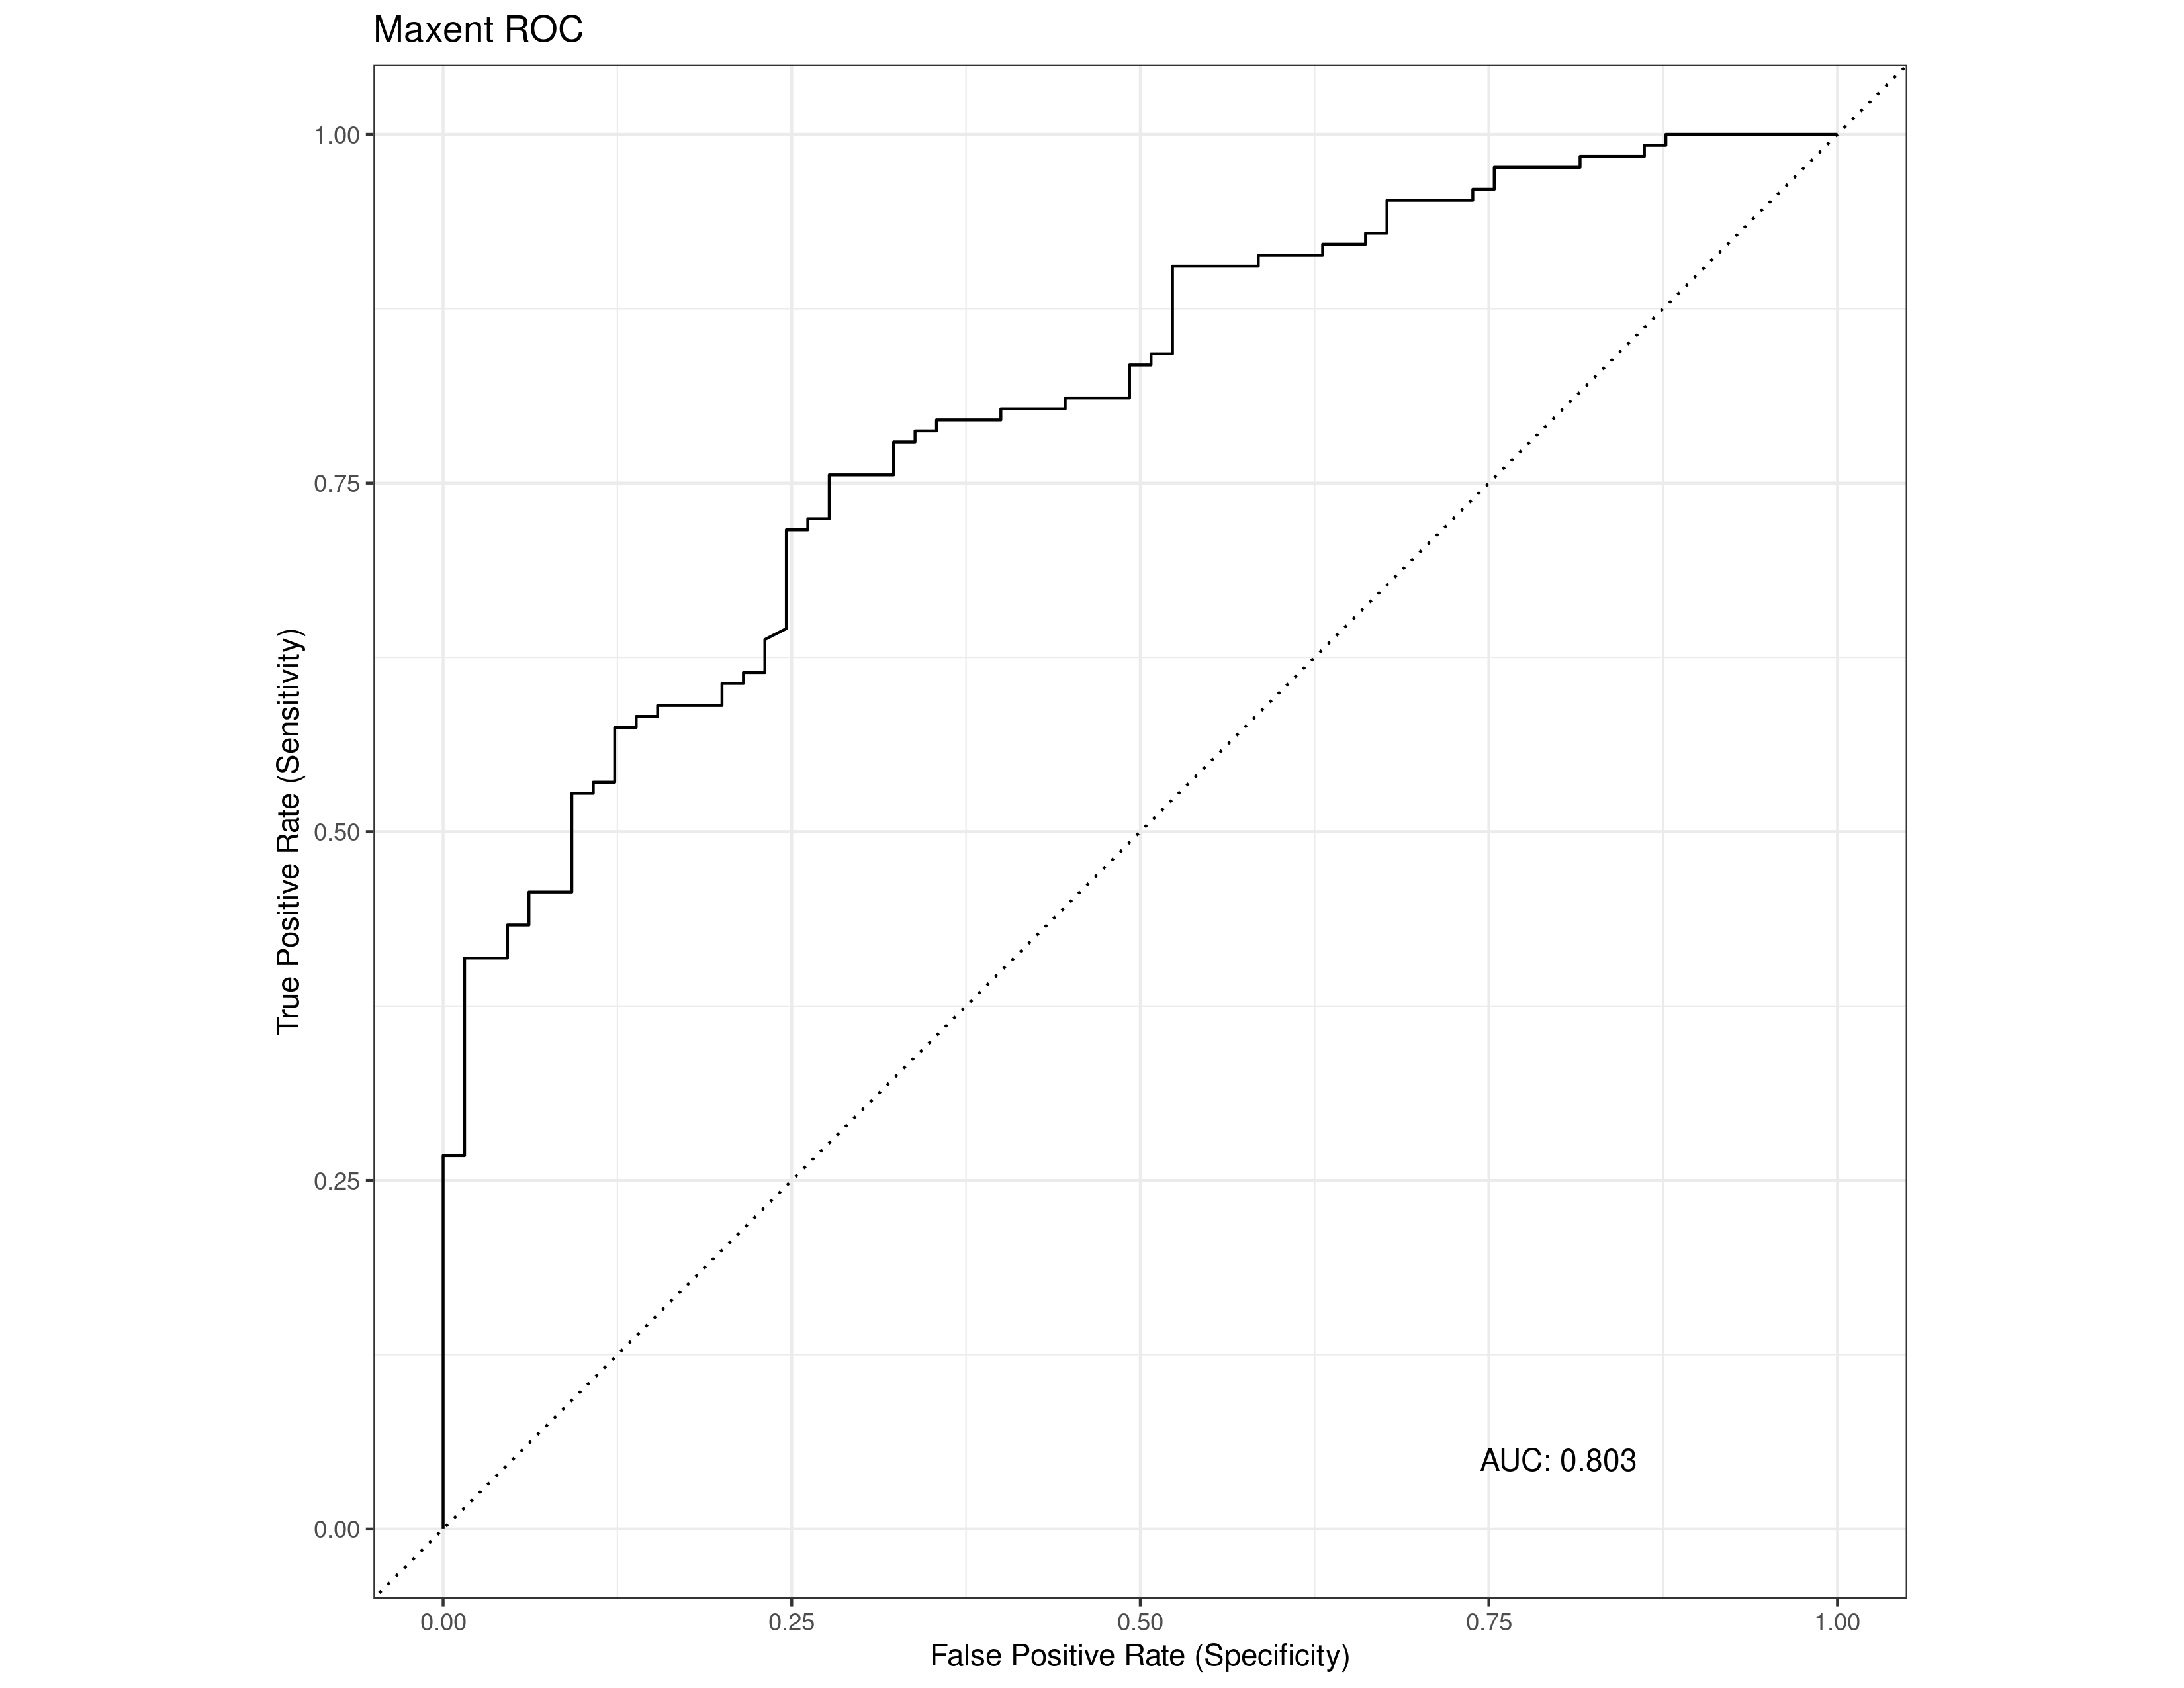 Maxent ROC
1.00
0.75
0.50
0.25
0.00
True Positive Rate (Sensitivity)
AUC: 0.803
0.00 0.25 0.50 0.75 1.00
False Positive Rate (Specificity)